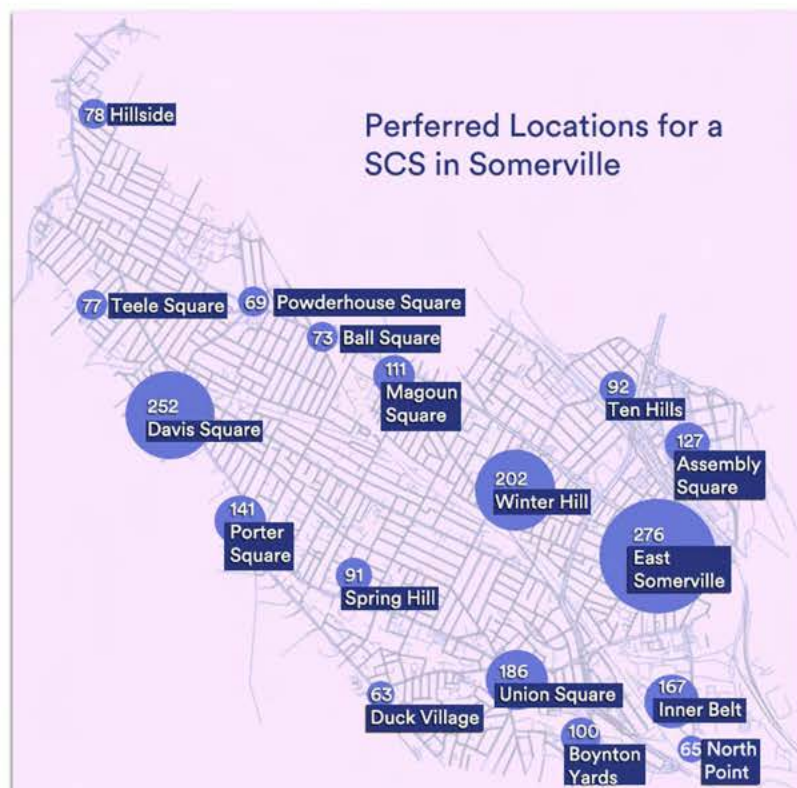 78 Hillside
Perferred Locations for a
SCS in Somerville
77 Teele Square
69 Powderhouse Square
73 Ball Square
111
Magoun
Square
92
Ten Hills
252
Davis Square
127
Assembly
Square
202
Winter Hill
141
Porter
Square
276
East
Somerville
91
Spring Hill
186
Union Square
167
Inner Belt
63
Duck Village
100
Boynton
Yards
65 North
Point